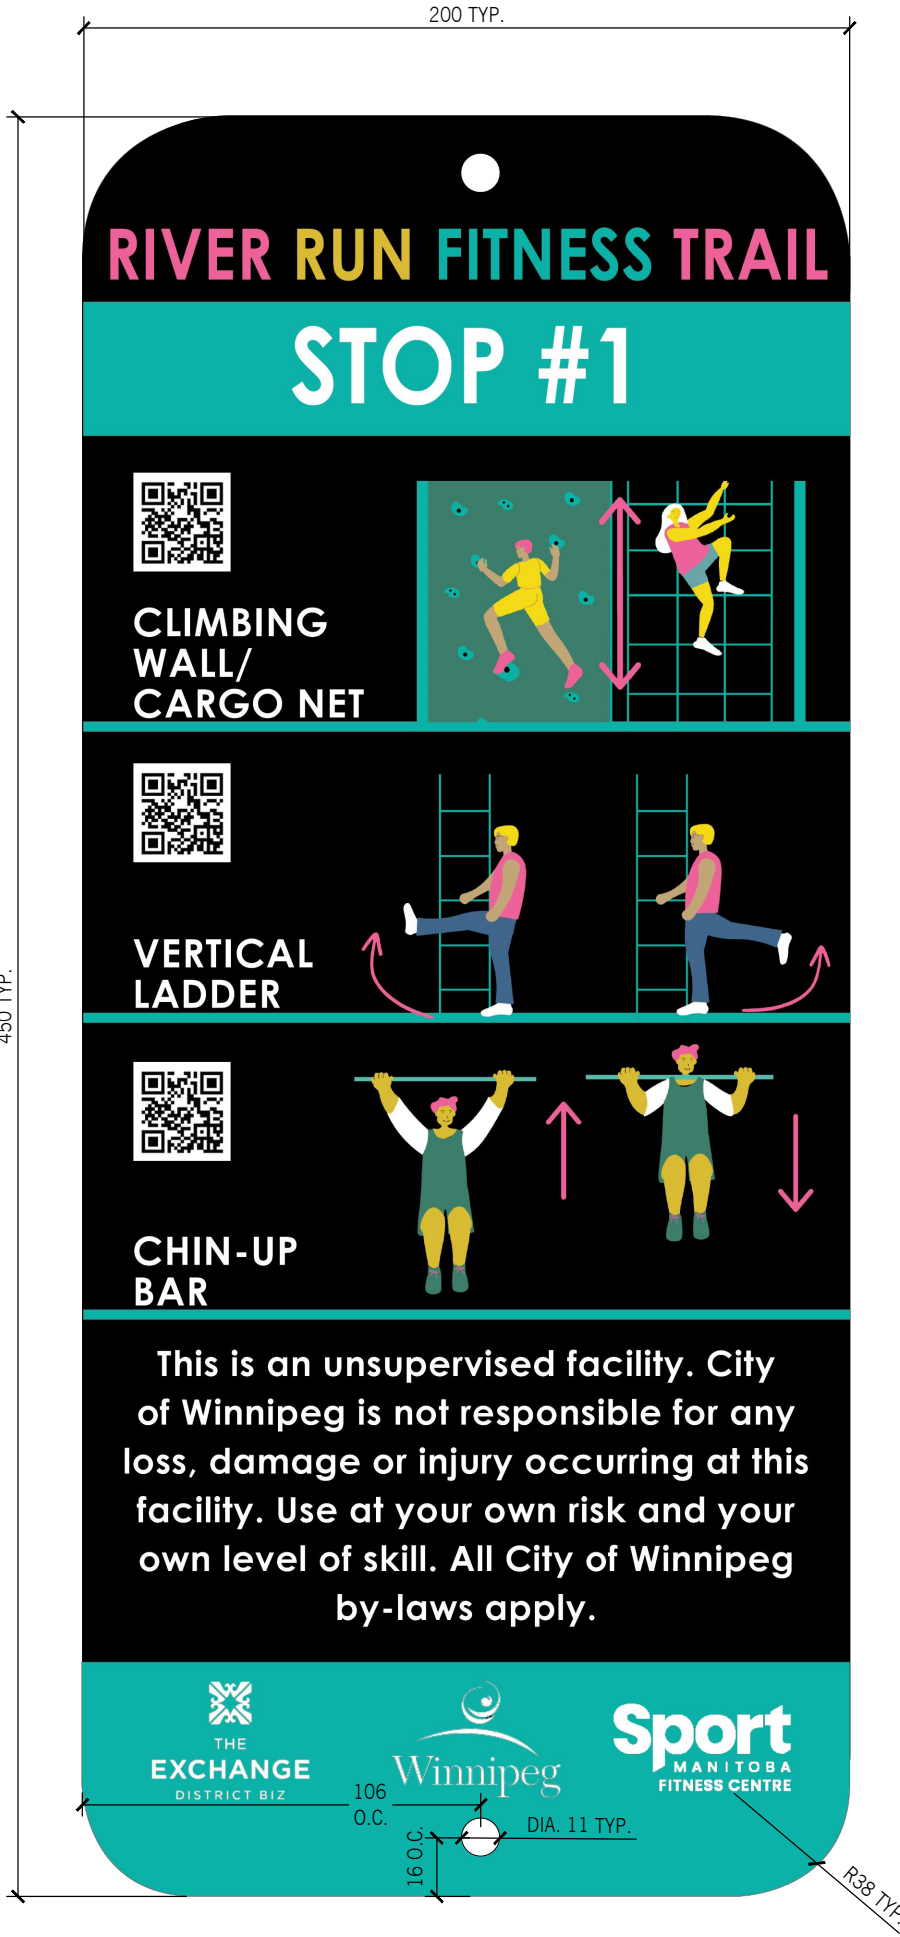 200 TYP.
RIVER RUN FITNESS TRAIL
STOP #1
CLIMBING
WALL/
CARGO NET
VERTICAL
LADDER
450 TYP.
CHIN-UP
BAR
This is an unsupervised facility. City
of Winnipeg is not responsible for any
loss, damage or injury occurring at this
facility. Use at your own risk and your
own level of skill. All City of Winnipeg
by-laws apply.
THE
EXCHANGE
DISTRICT BIZ
Winnipeg
Sport
MANITOBA
FITNESS CENTRE
106
O.C.
DIA. 11 TYP.
16 O.C.
R38 TYP.